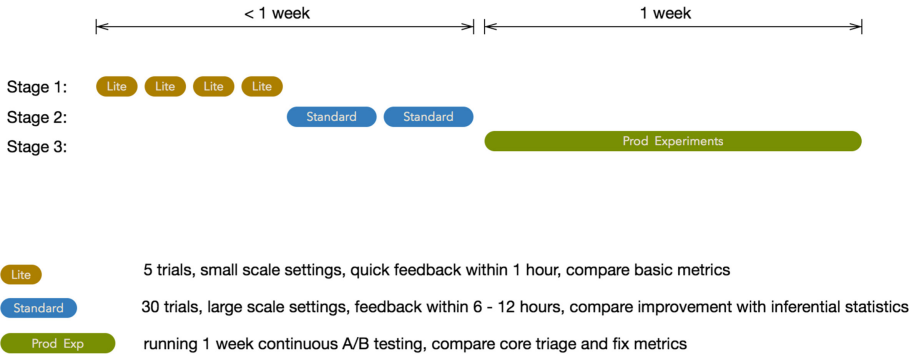 < 1 week
1 week
Stage 1:
Lite
Lite
Lite
Lite
Stage 2:
Standard
Standard
Stage 3:
Prod Experiments
Lite
5 trials, small scale settings, quick feedback within 1 hour, compare basic metrics
Standard
30 trials, large scale settings, feedback within 6 - 12 hours, compare improvement with inferential statistics
Prod Exp
running 1 week continuous A/B testing, compare core triage and fix metrics